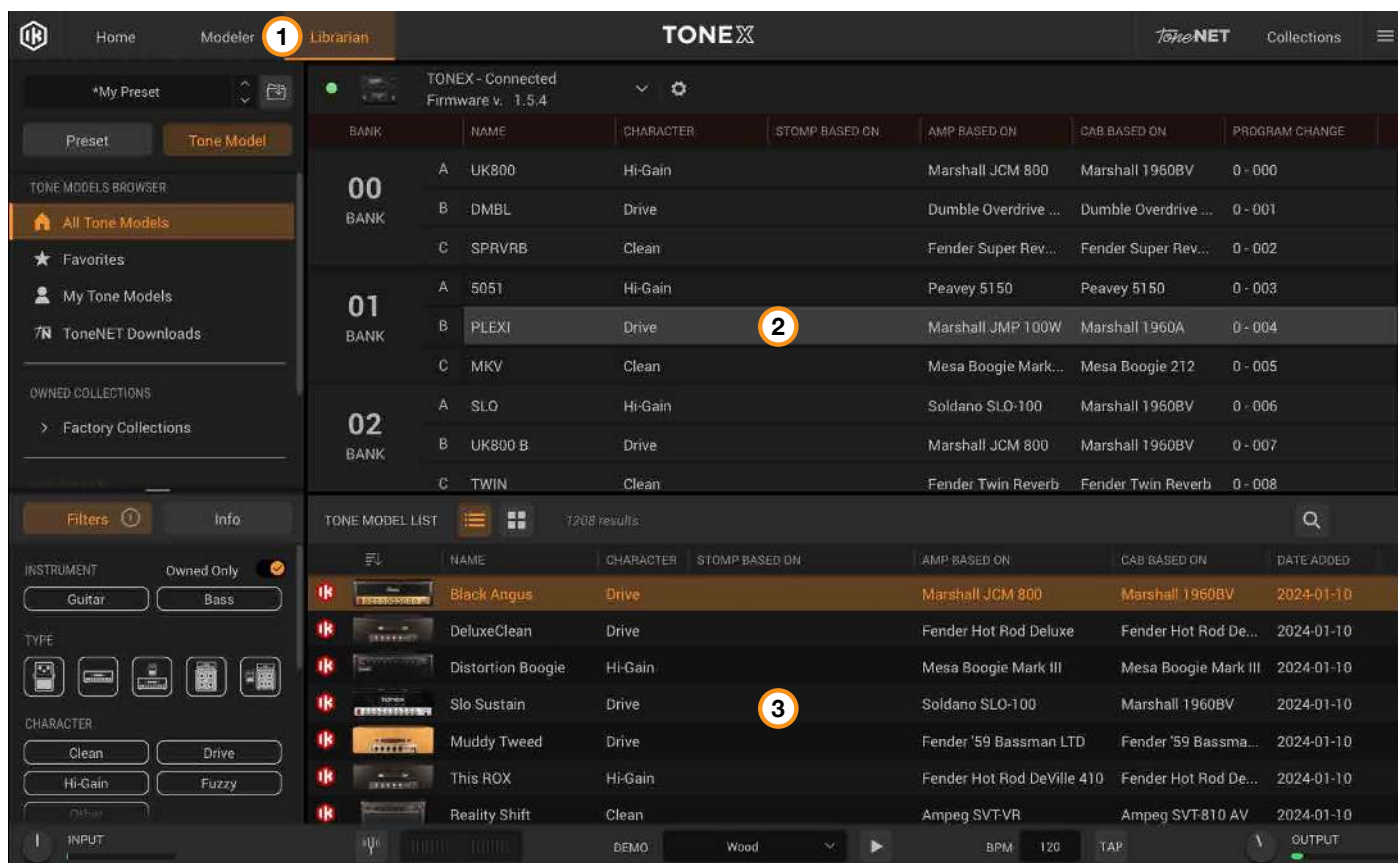 Home Modeler 1 Librarian TONEX ToneNET Collections
*My Preset
TONEX - Connected
Firmware v. 1.5.4
Preset Tone Model
BANK NAME CHARACTER STOMP BASED ON AMP BASED ON CAB BASED ON PROGRAM CHANGE
TONE MODELS BROWSER
All Tone Models
Favorites
My Tone Models
ToneNET Downloads
OWNED COLLECTIONS
> Factory Collections
00
BANK
A UK800 Hi-Gain Marshall JCM 800 Marshall 1960BV 0 - 000
B DMBL Drive Dumble Overdrive ... Dumble Overdrive ... 0 - 001
C SPRVRB Clean Fender Super Rev... Fender Super Rev... 0 - 002
01
BANK
A 5051 Hi-Gain Peavey 5150 Peavey 5150 0 - 003
B PLEXI Drive 2 Marshall JMP 100W Marshall 1960A 0 - 004
C MKV Clean Mesa Boogie Mark... Mesa Boogie 212 0 - 005
02
BANK
A SLO Hi-Gain Soldano SLO-100 Marshall 1960BV 0 - 006
B UK800 B Drive Marshall JCM 800 Marshall 1960BV 0 - 007
C TWIN Clean Fender Twin Reverb Fender Twin Reverb 0 - 008
Filters Info
INSTRUMENT Owned Only
Guitar Bass
TYPE
CHARACTER
Clean Drive
Hi-Gain Fuzzy
Other
TONE MODEL LIST 1208 results
NAME CHARACTER STOMP BASED ON AMP BASED ON CAB BASED ON DATE ADDED
Black Angus Drive Marshall JCM 800 Marshall 1960BV 2024-01-10
DeluxeClean Drive Fender Hot Rod Deluxe Fender Hot Rod De... 2024-01-10
Distortion Boogie Hi-Gain Mesa Boogie Mark III Mesa Boogie Mark III 2024-01-10
Slo Sustain Drive 3 Soldano SLO-100 Marshall 1960BV 2024-01-10
Muddy Tweed Drive Fender '59 Bassman LTD Fender '59 Bassma... 2024-01-10
This ROX Hi-Gain Fender Hot Rod DeVille 410 Fender Hot Rod De... 2024-01-10
Reality Shift Clean Ampeg SVT-VR Ampeg SVT-810 AV 2024-01-10
INPUT DEMO Wood BPM 120 TAP OUTPUT